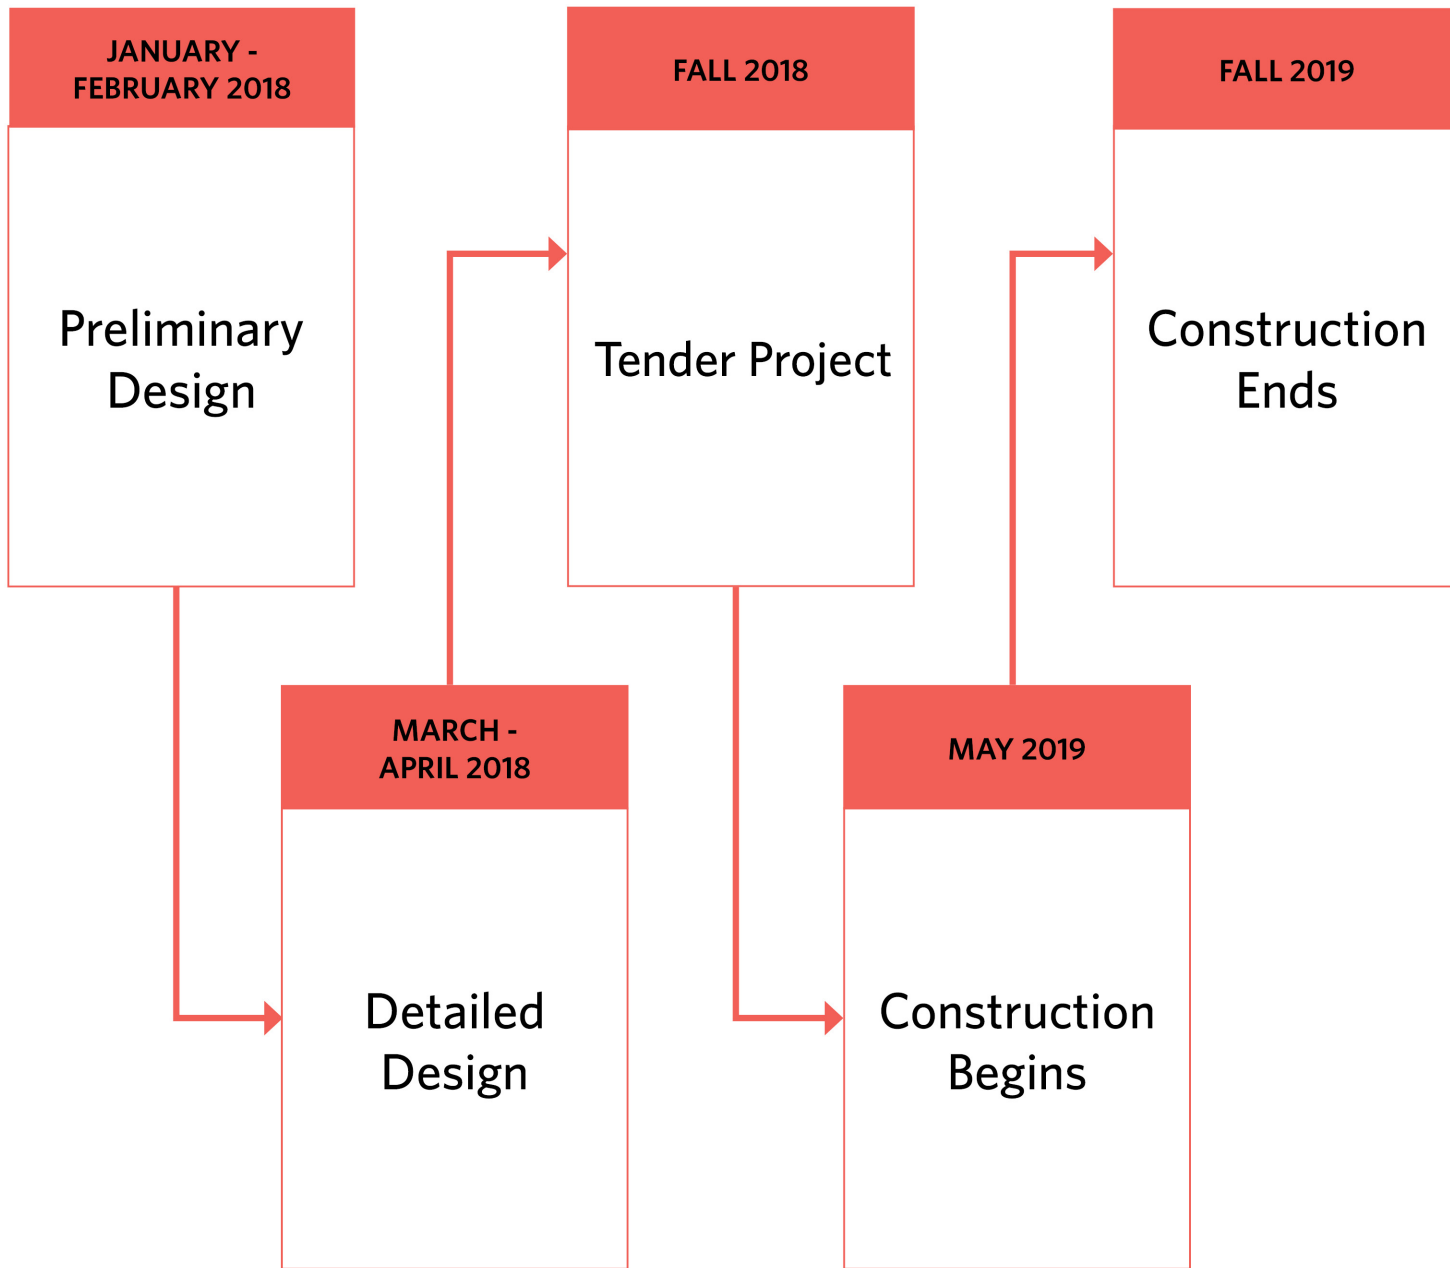 JANUARY -
FEBRUARY 2018
Preliminary
Design
MARCH -
APRIL 2018
Detailed
Design
FALL 2018
Tender Project
MAY 2019
Construction
Begins
FALL 2019
Construction
Ends